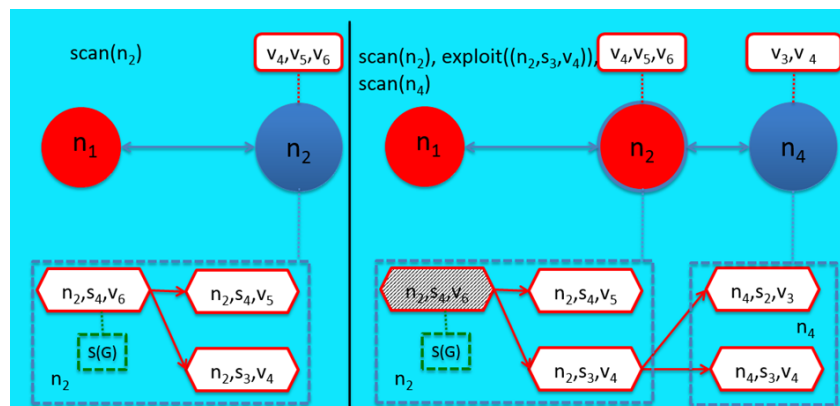 scan(n2)
v4,v5,v6
n1
n2
n2,s4,v6
n2,s4,v5
S(G)
n2,s3,v4
n2
scan(n2), exploit((n2,s3,v4)),
scan(n4)
v4,v5,v6
v3,v 4
n1
n2
n4
n2,s4,v6
n2,s4,v5
S(G)
n2,s3,v4
n2
n4,s2,v3
n4
n4,s3,v4